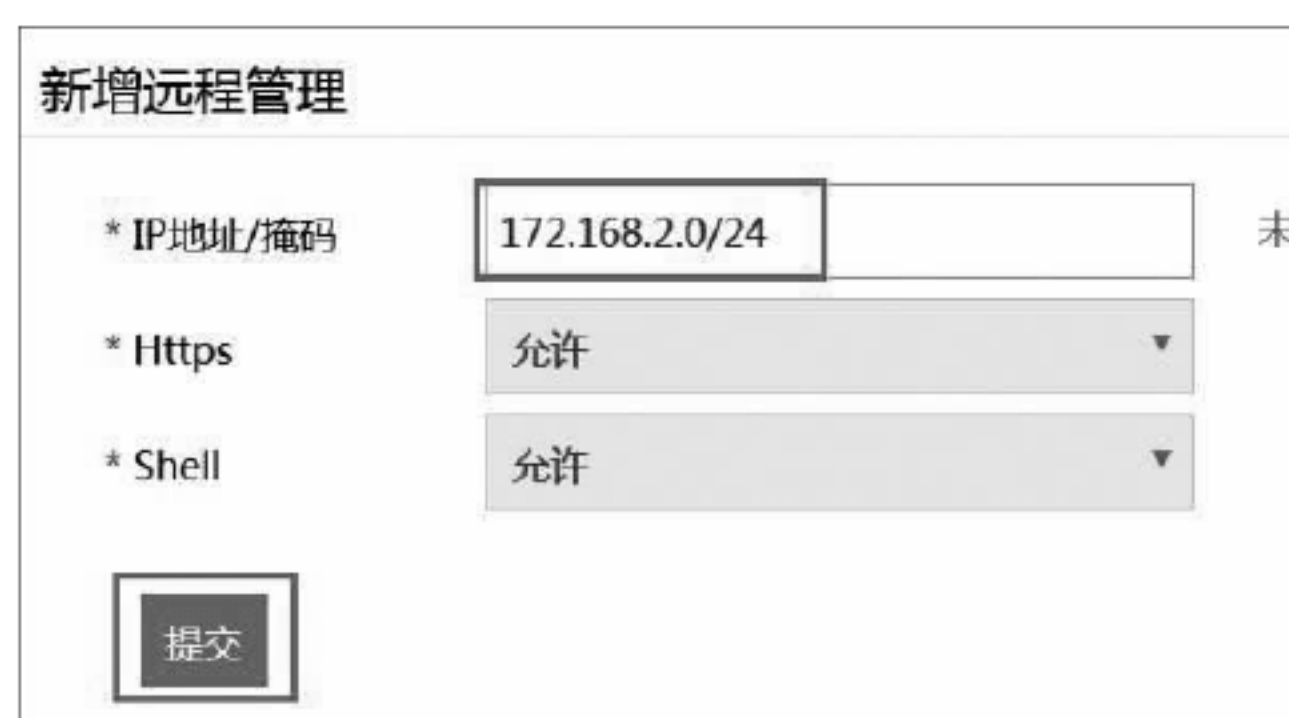 新增远程管理
* IP地址/掩码 172.168.2.0/24 未
* Https 允许
* Shell 允许
提交